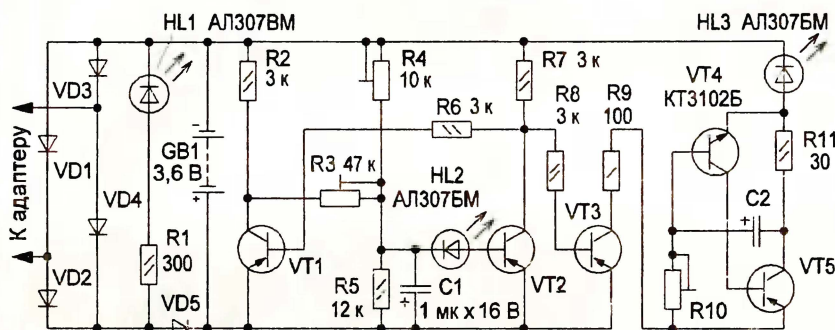 HL1 АЛ307ВМ
HL3 АЛ307БМ
R2
3 к
R4
10 к
R7 3 к
VT4
КТ3102Б
VD3
R6 3 к
R8
3 к
R9
100
К адаптеру
VD1
GB1
3,6 В
R3 47 к
HL2
АЛ307БМ
R11
30
VD4
C2
R1
300
VT1
VT3
VD2
VD5
R5
12 к
C1
1 мк х 16 В
VT2
R10
VT5